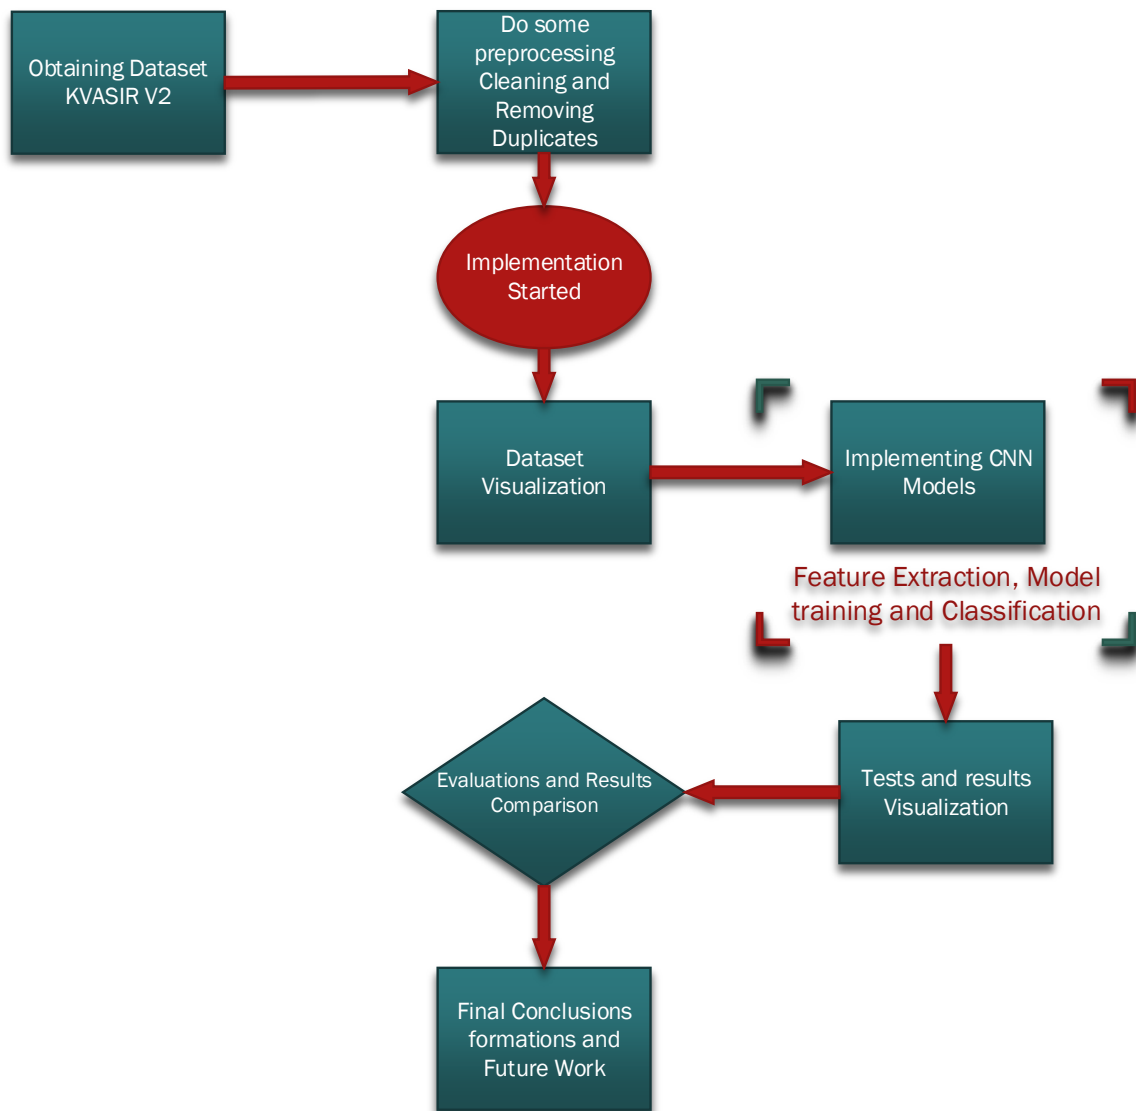 Obtaining Dataset
KVASIR V2
Do some
preprocessing
Cleaning and
Removing
Duplicates
Implementation
Started
Dataset
Visualization
Implementing CNN
Models
Feature Extraction, Model
training and Classification
Tests and results
Visualization
Evaluations and Results
Comparison
Final Conclusions
formations and
Future Work